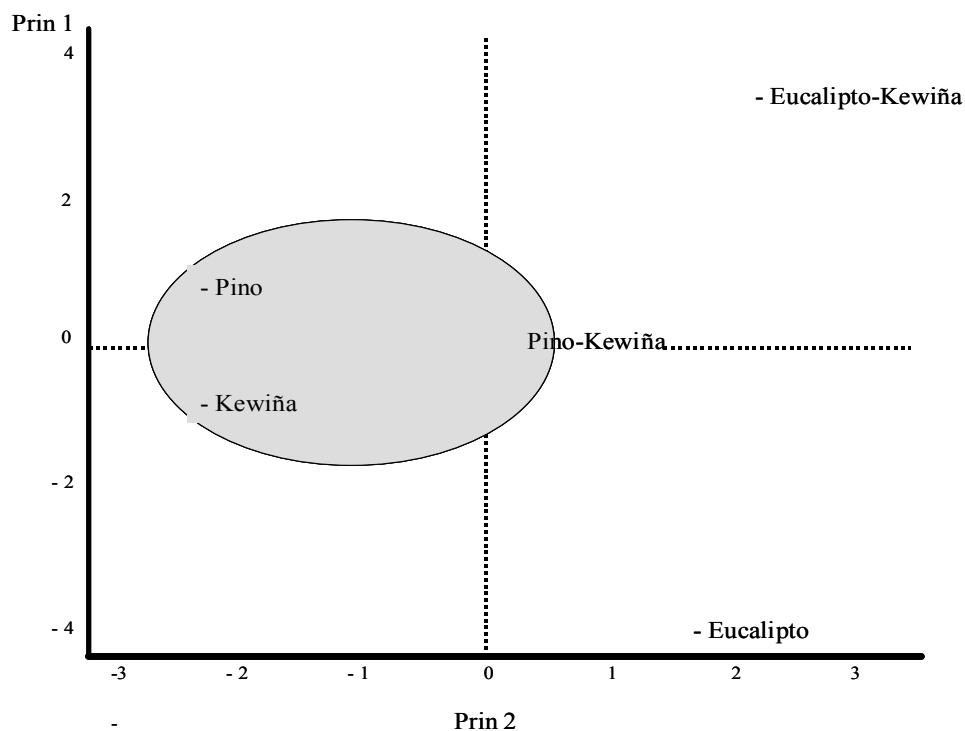 Prin 1
4
- Eucalipto-Kewiña
2
- Pino
0
Pino-Kewiña
- Kewiña
- 2
- 4
- Eucalipto
-3 - 2 - 1 0 1 2 3
- Prin 2